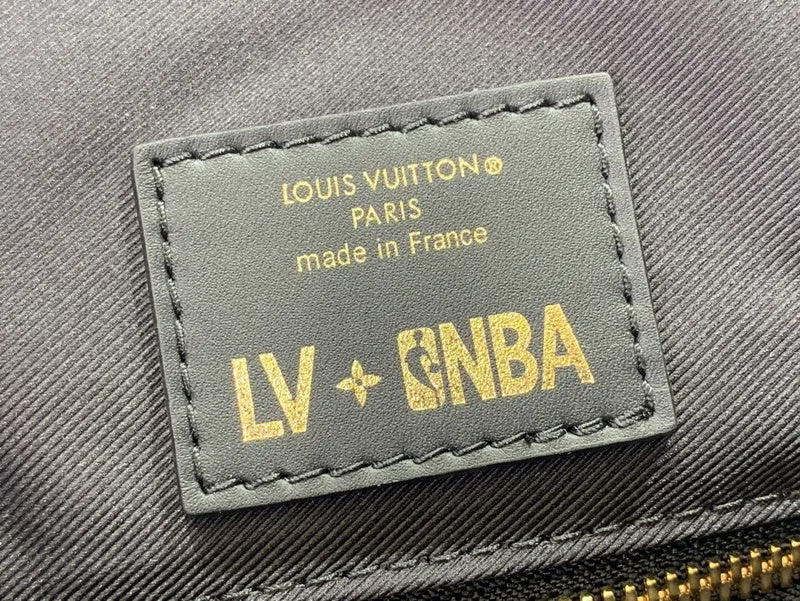 LOUIS VUITTON®
PARIS
made in France
LV + NBA